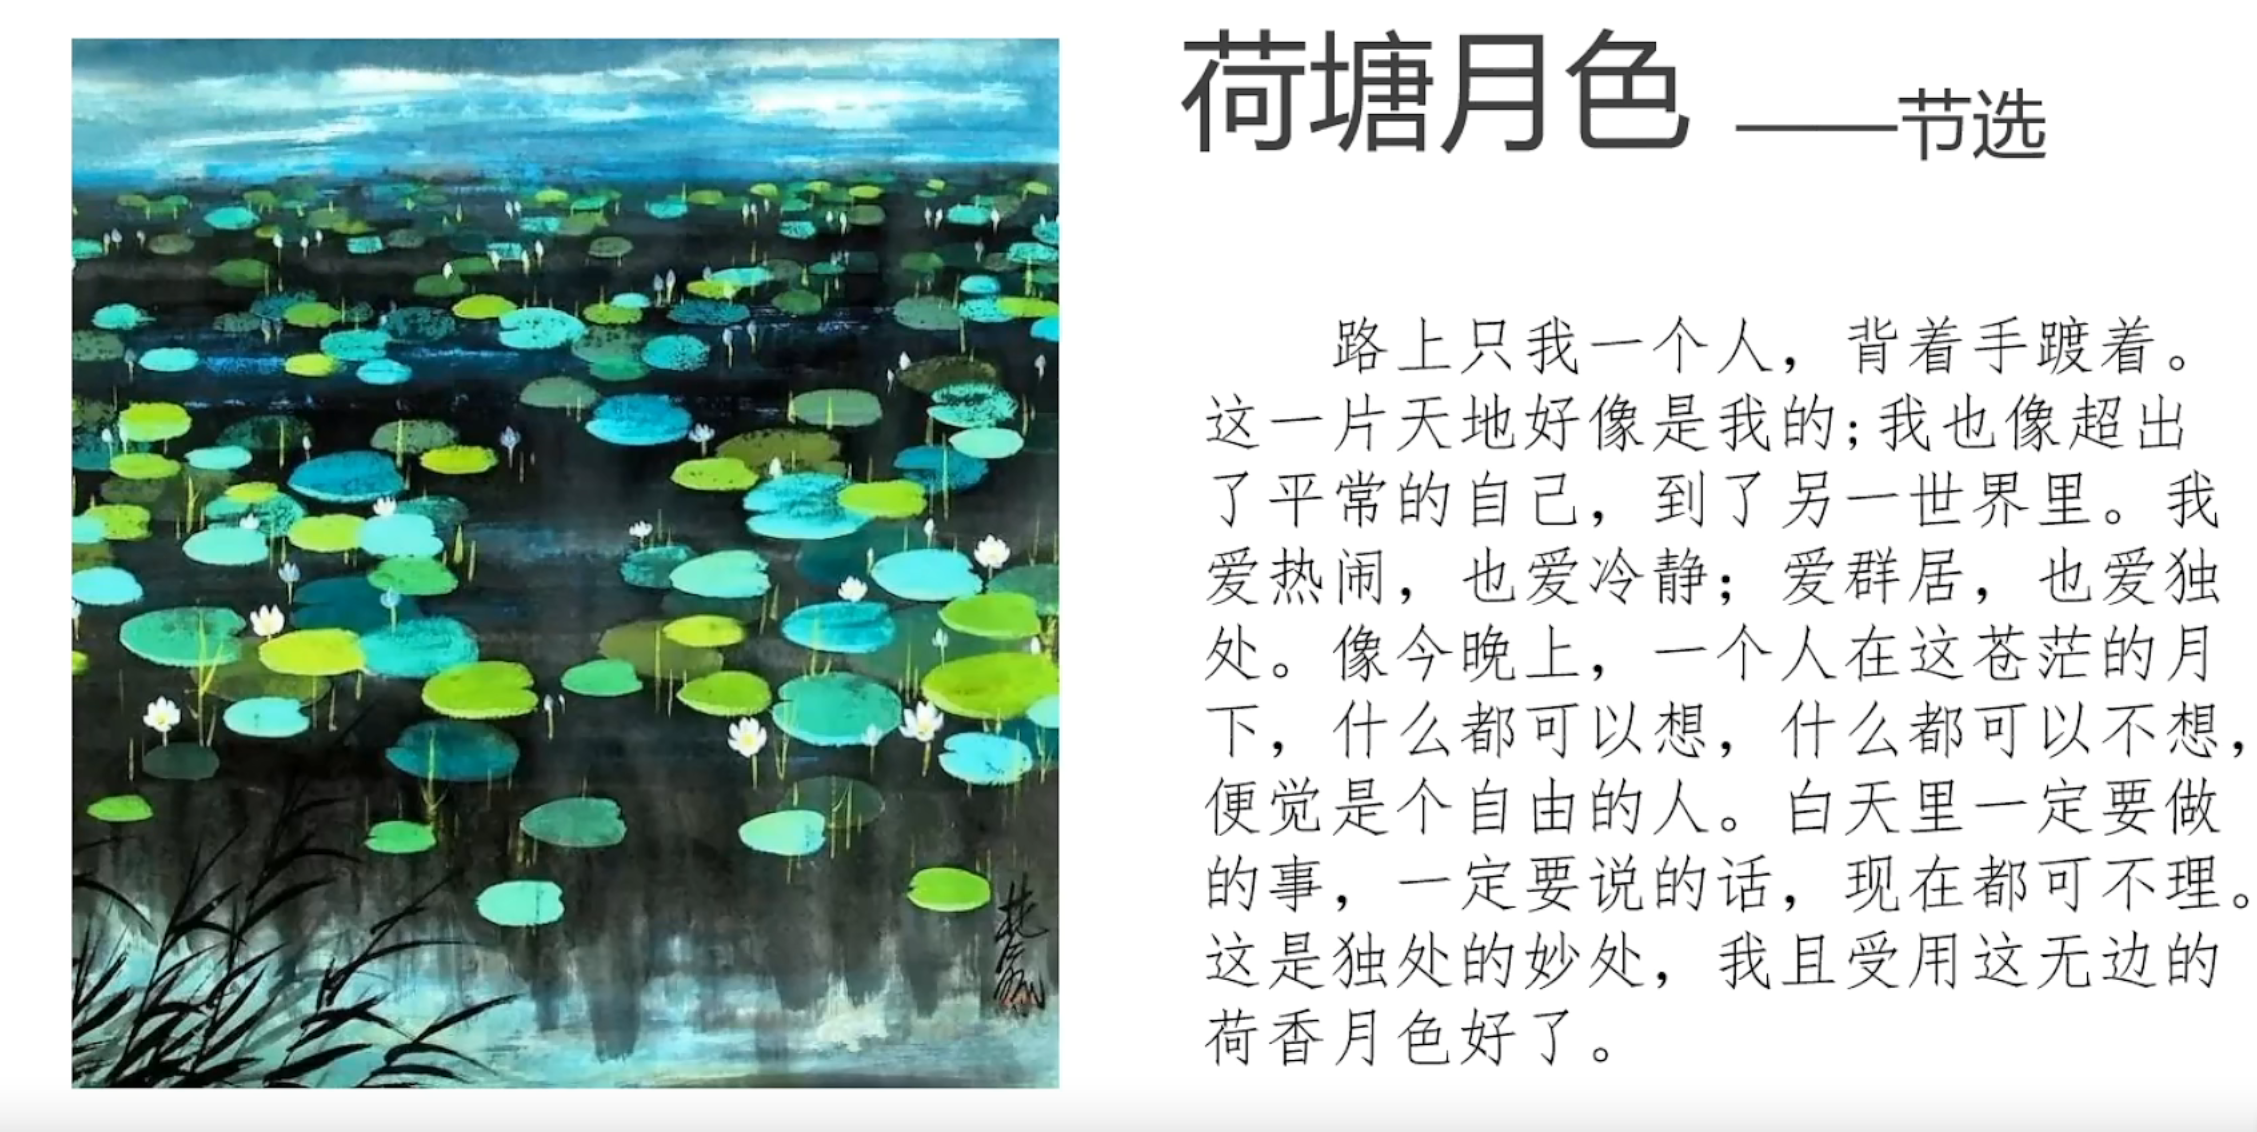 荷塘月色 ——节选
路上只我一个人，背着手踱着。
这一片天地好像是我的;我也像超出
了平常的自己，到了另一世界里。我
爱热闹，也爱冷静；爱群居，也爱独
处。像今晚上，一个人在这苍茫的月
下，什么都可以想，什么都可以不想，
便觉是个自由的人。白天里一定要做
的事，一定要说的话，现在都可不理。
这是独处的妙处，我且受用这无边的
荷香月色好了。